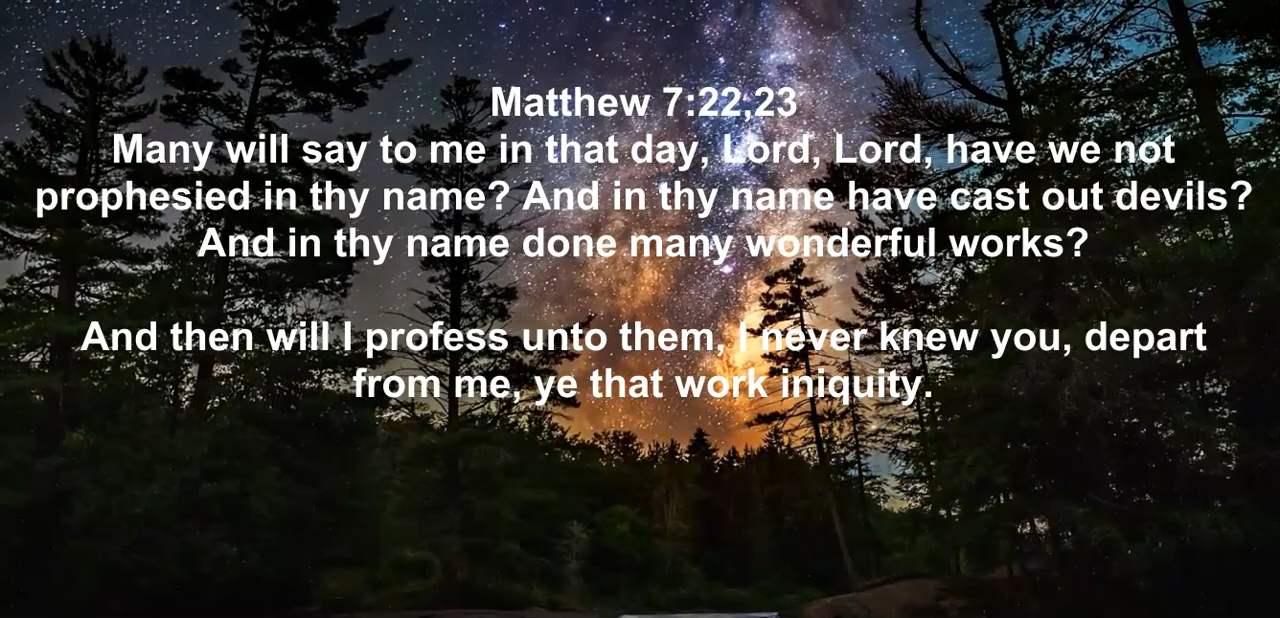 Matthew 7:22,23
Many will say to me in that day, Lord, Lord, have we not
prophesied in thy name? And in thy name have cast out devils?
And in thy name done many wonderful works?
And then will I profess unto them, I never knew you, depart
from me, ye that work iniquity.